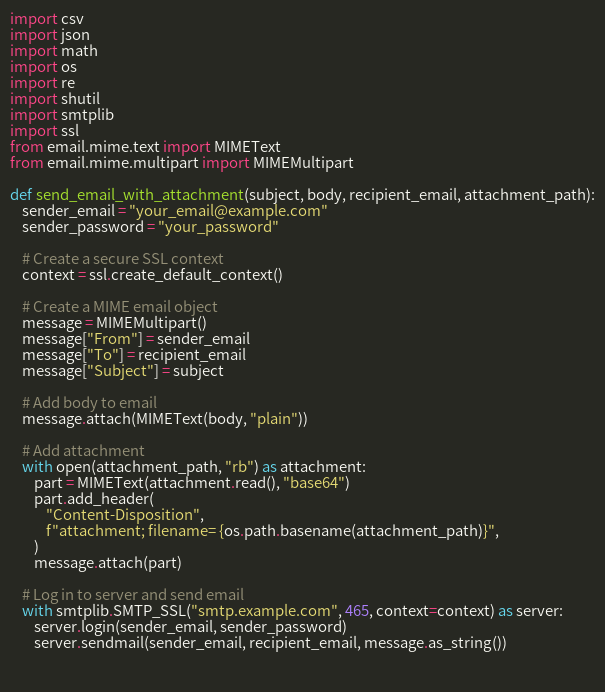 import csv
import json
import math
import os
import re
import shutil
import smtplib
import ssl
from email.mime.text import MIMEText
from email.mime.multipart import MIMEMultipart

def send_email_with_attachment(subject, body, recipient_email, attachment_path):
    sender_email = "your_email@example.com"
    sender_password = "your_password"

    # Create a secure SSL context
    context = ssl.create_default_context()

    # Create a MIME email object
    message = MIMEMultipart()
    message["From"] = sender_email
    message["To"] = recipient_email
    message["Subject"] = subject

    # Add body to email
    message.attach(MIMEText(body, "plain"))

    # Add attachment
    with open(attachment_path, "rb") as attachment:
        part = MIMEText(attachment.read(), "base64")
        part.add_header(
            "Content-Disposition",
            f"attachment; filename= {os.path.basename(attachment_path)}",
        )
        message.attach(part)

    # Log in to server and send email
    with smtplib.SMTP_SSL("smtp.example.com", 465, context=context) as server:
        server.login(sender_email, sender_password)
        server.sendmail(sender_email, recipient_email, message.as_string())